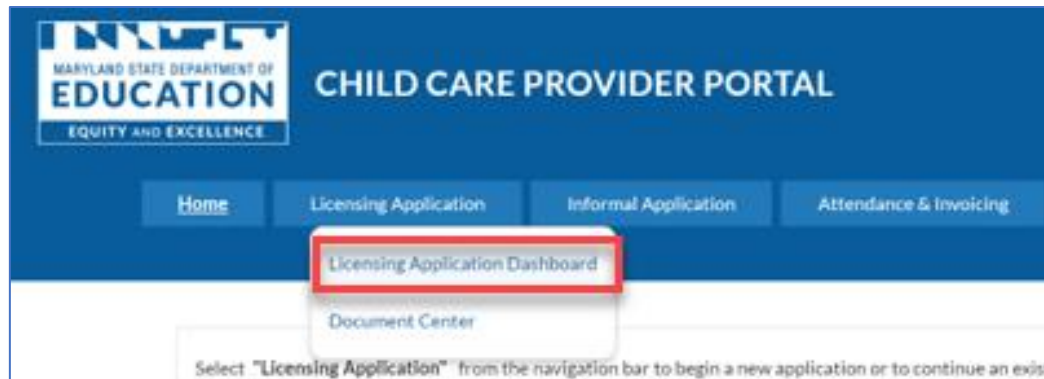 MARYLAND STATE DEPARTMENT OF
EDUCATION
EQUITY AND EXCELLENCE
CHILD CARE PROVIDER PORTAL
Home
Licensing Application
Informal Application
Attendance & Invoicing
Licensing Application Dashboard
Document Center
Select "Licensing Application" from the navigation bar to begin a new application or to continue an exis